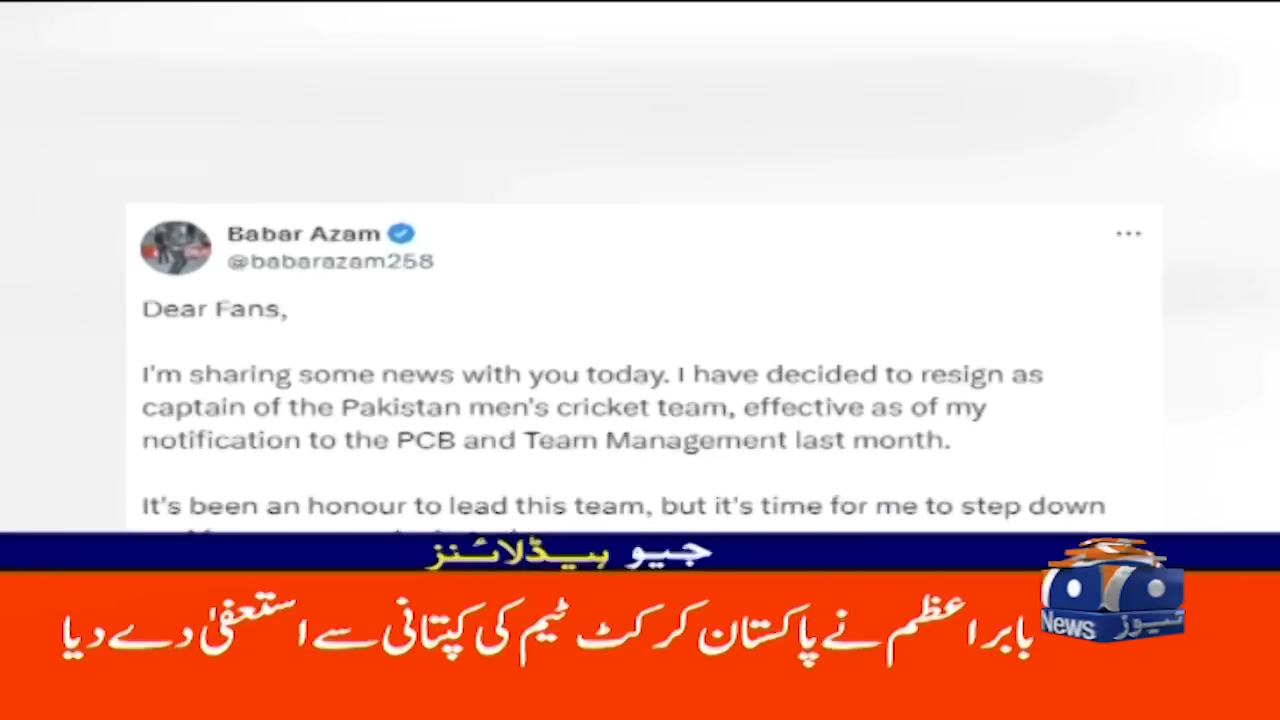 Babar Azam
@babarazam258
Dear Fans,
I'm sharing some news with you today. I have decided to resign as
captain of the Pakistan men's cricket team, effective as of my
notification to the PCB and Team Management last month.
It's been an honour to lead this team, but it's time for me to step down
جیو ہیڈلائنز
بابر اعظم نے پاکستان کرکٹ ٹیم کی کپتانی سے استعفیٰ دے دیا
News نیوز